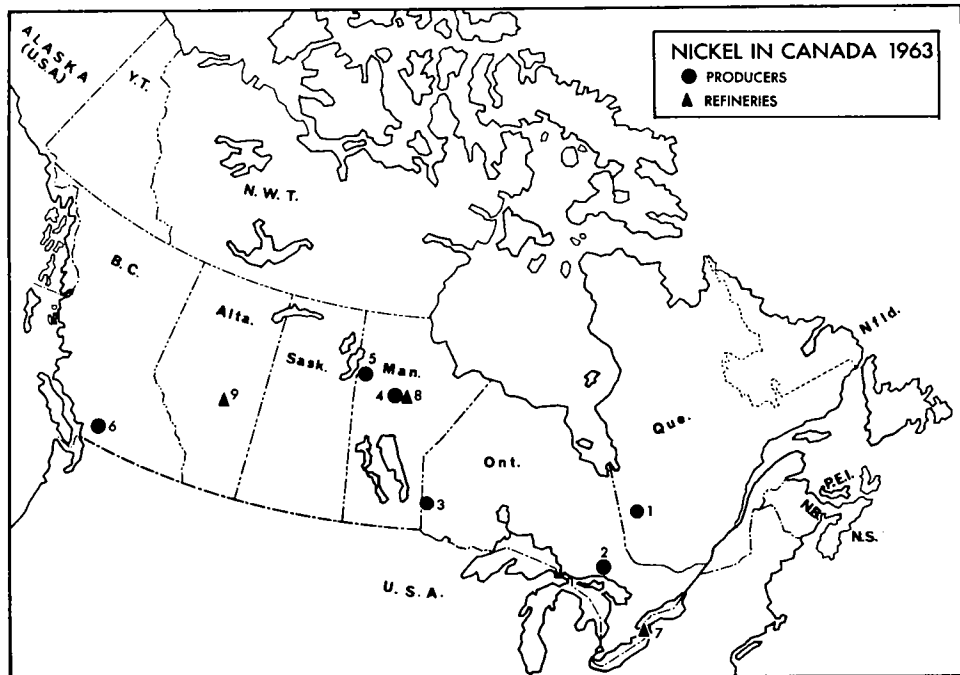 NICKEL IN CANADA 1963
PRODUCERS
REFINERIES
ALASKA
(U.S.A.)
Y.T.
N.W.T.
B.C.
Alta.
Sask.
Man.
5
4
8
9
6
3
Ont.
Que.
Nfld.
1
2
7
P.E.I.
N.B.
N.S.
U.S.A.